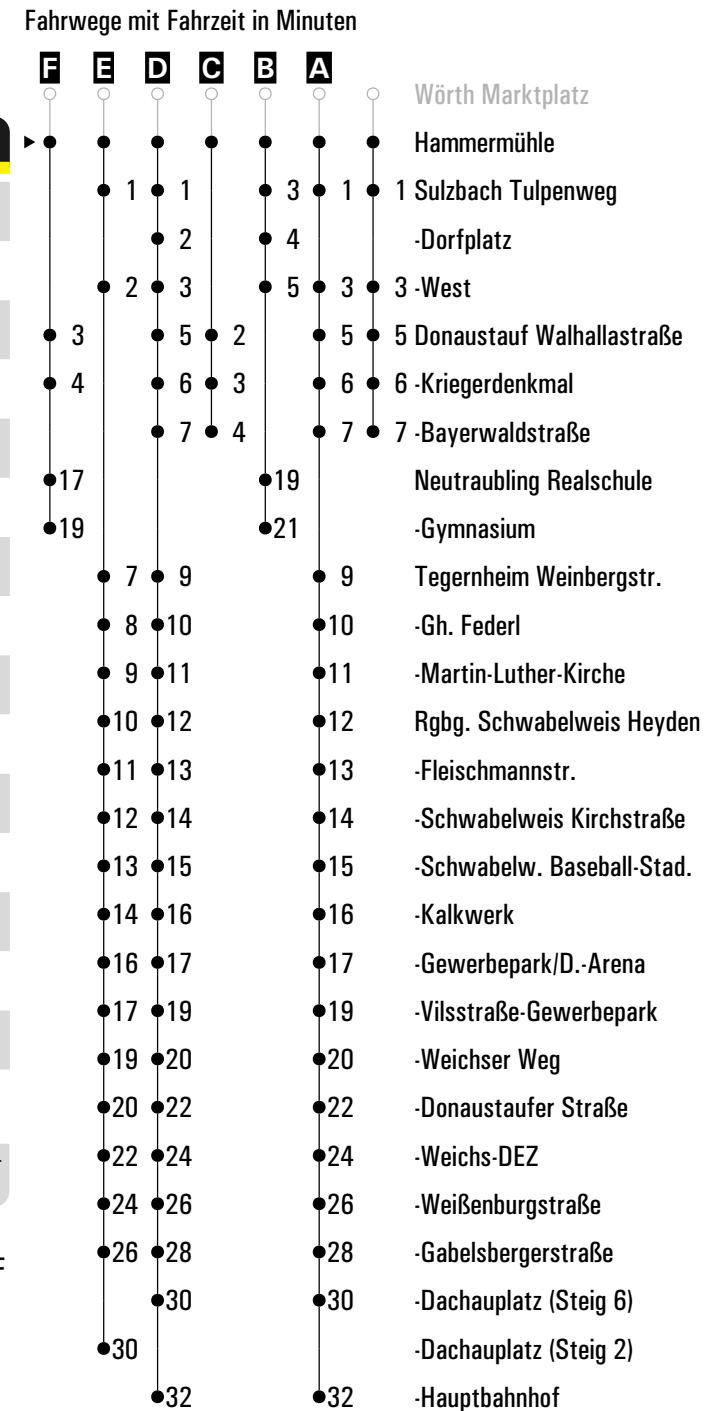 Fahrwege mit Fahrzeit in Minuten
F E D C B A
Wörth Marktplatz
Hammermühle
1 1 3 1 1 Sulzbach Tulpenweg
2 4 -Dorfplatz
2 3 5 3 3 -West
3 5 2 5 5 Donaustauf Walhallastraße
4 6 3 6 6 -Kriegerdenkmal
7 4 7 7 -Bayerwaldstraße
17 19 Neutraubling Realschule
19 21 -Gymnasium
7 9 9 Tegernheim Weinbergstr.
8 10 10 -Gh. Federl
9 11 11 -Martin-Luther-Kirche
10 12 12 Rgbg. Schwabelweis Heyden
11 13 13 -Fleischmannstr.
12 14 14 -Schwabelweis Kirchstraße
13 15 15 -Schwabelw. Baseball-Stad.
14 16 16 -Kalkwerk
16 17 17 -Gewerbepark/D.-Arena
17 19 19 -Vilsstraße-Gewerbepark
19 20 20 -Weichser Weg
20 22 22 -Donaustaufer Straße
22 24 24 -Weichs-DEZ
24 26 26 -Weißenburgstraße
26 28 28 -Gabelsbergerstraße
30 30 -Dachauplatz (Steig 6)
30 -Dachauplatz (Steig 2)
32 32 -Hauptbahnhof